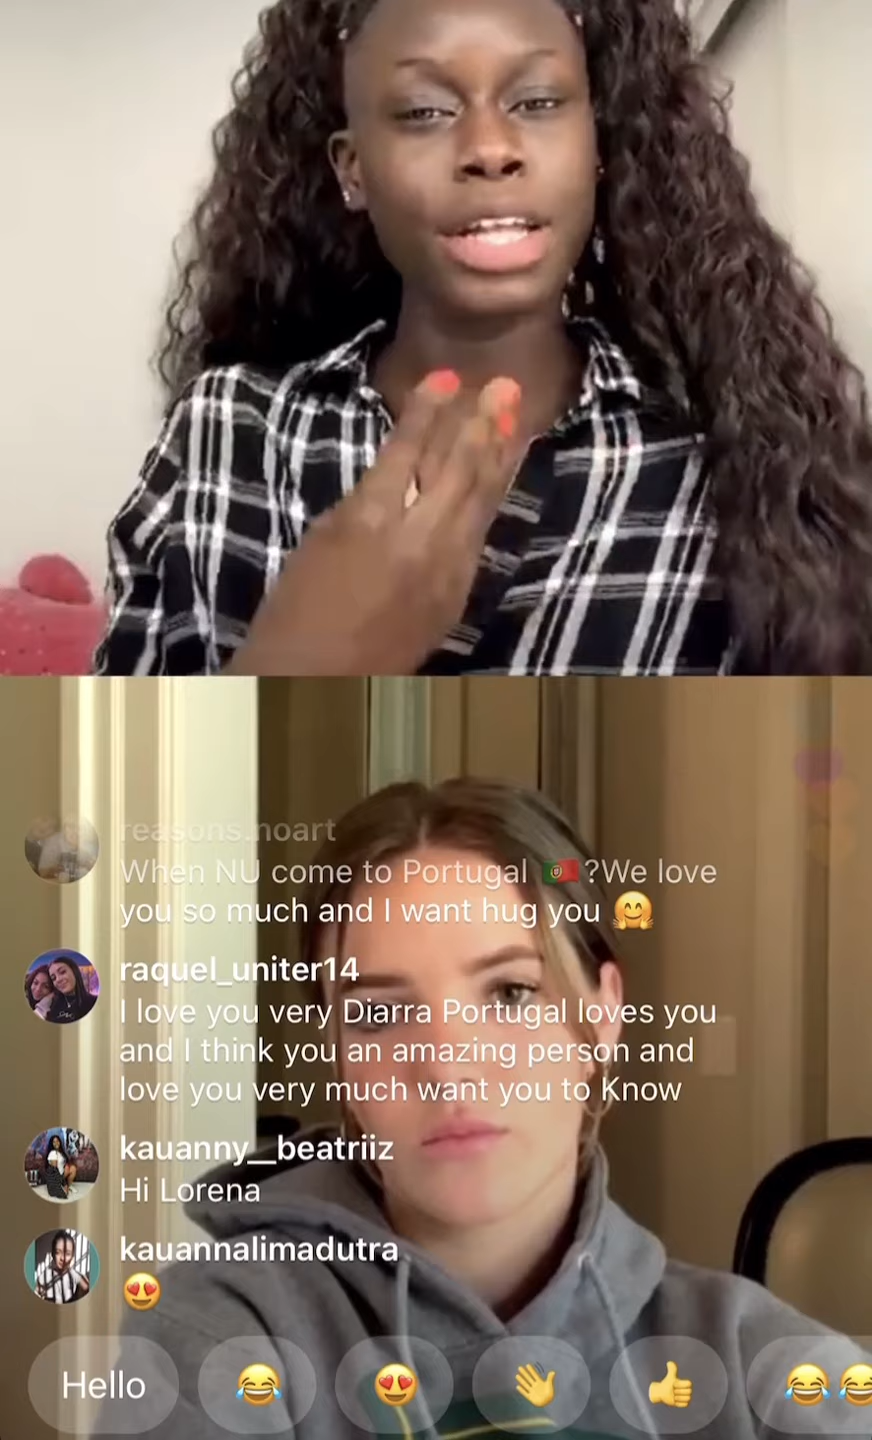 reasons.noart
When NU come to Portugal 🇵🇹?We love
you so much and I want hug you 🤗
raquel_uniter14
I love you very Diarra Portugal loves you
and I think you an amazing person and
love you very much want you to Know
kauanny__beatriiz
Hi Lorena
kauannalimadutra
😍
Hello 😂 😍 👋 👍 😂😂